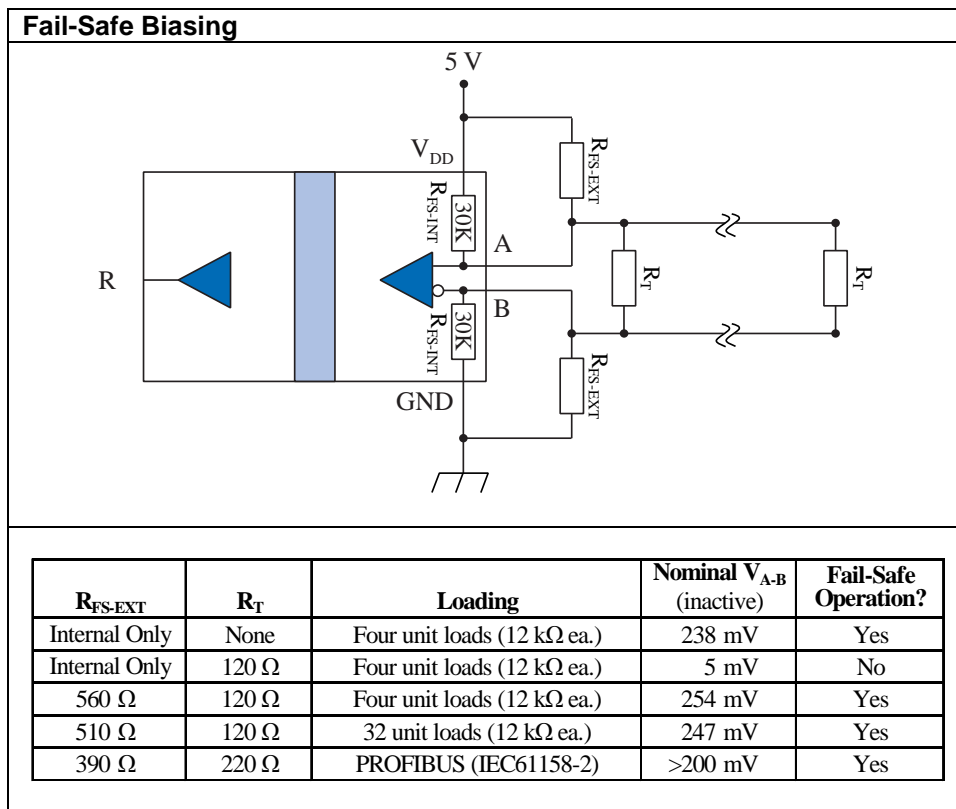 Fail-Safe Biasing
5 V
V_DD
R_FS-EXT
R_FS-INT
30K
A
R
R_T
R_T
B
R_FS-INT
30K
R_FS-EXT
GND
R_FS-EXT R_T Loading Nominal V_A-B (inactive) Fail-Safe Operation?
Internal Only None Four unit loads (12 kΩ ea.) 238 mV Yes
Internal Only 120 Ω Four unit loads (12 kΩ ea.) 5 mV No
560 Ω 120 Ω Four unit loads (12 kΩ ea.) 254 mV Yes
510 Ω 120 Ω 32 unit loads (12 kΩ ea.) 247 mV Yes
390 Ω 220 Ω PROFIBUS (IEC61158-2) >200 mV Yes